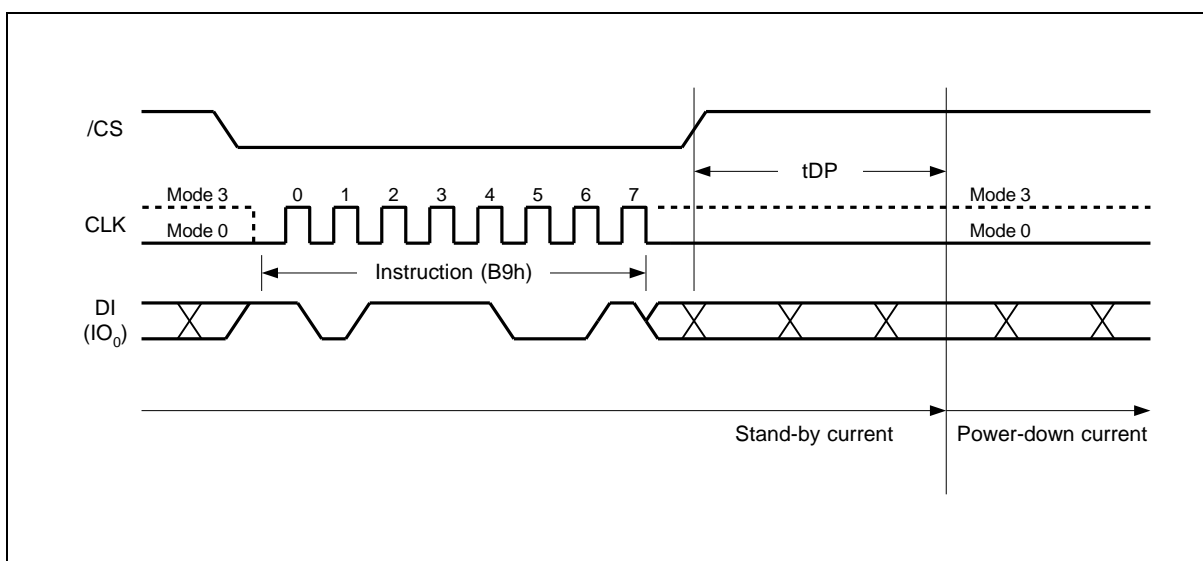 /CS
tDP
Mode 3 0 1 2 3 4 5 6 7 Mode 3
CLK
Mode 0 Mode 0
Instruction (B9h)
DI
(IO₀)
Stand-by current Power-down current